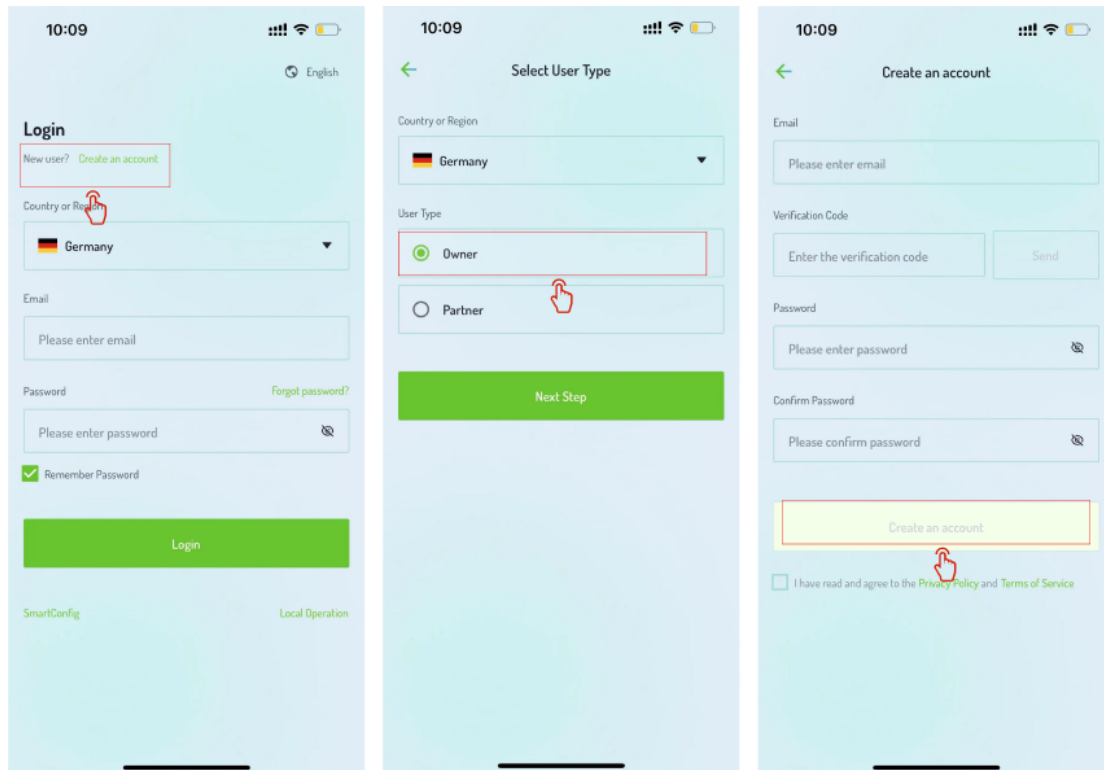 10:09
English
Login
New user? Create an account
Country or Region
Germany
Email
Please enter email
Password Forgot password?
Please enter password
Remember Password
Login
SmartConfig Local Operation
10:09
Select User Type
Country or Region
Germany
User Type
Owner
Partner
Next Step
10:09
Create an account
Email
Please enter email
Verification Code
Enter the verification code Send
Password
Please enter password
Confirm Password
Please confirm password
Create an account
I have read and agree to the Privacy Policy and Terms of Service